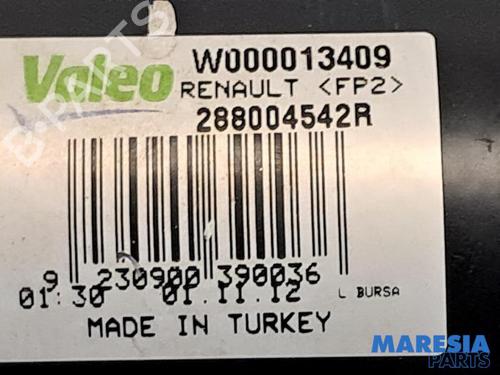 Valeo
W000013409
RENAULT <FP2>
288004542R
9 230900 390036
01:30 01.11.12 L BURSA
MADE IN TURKEY
B-PARTS
MARESIA
PARTS